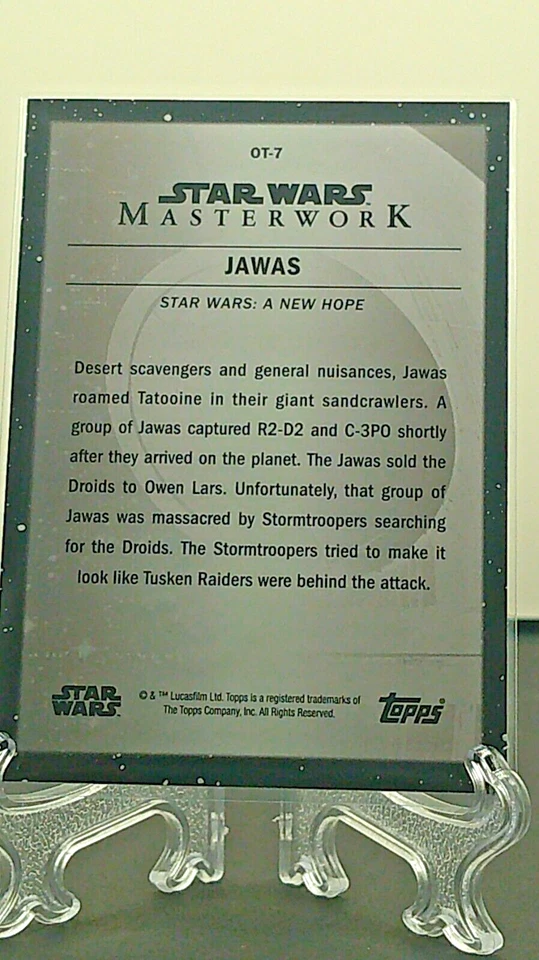 OT-7
STAR WARS
MASTERWORK
JAWAS
STAR WARS: A NEW HOPE
Desert scavengers and general nuisances, Jawas
roamed Tatooine in their giant sandcrawlers. A
group of Jawas captured R2-D2 and C-3PO shortly
after they arrived on the planet. The Jawas sold the
Droids to Owen Lars. Unfortunately, that group of
Jawas was massacred by Stormtroopers searching
for the Droids. The Stormtroopers tried to make it
look like Tusken Raiders were behind the attack.
STAR
WARS
© & ™ Lucasfilm Ltd. Topps is a registered trademarks of
The Topps Company, Inc. All Rights Reserved.
topps®